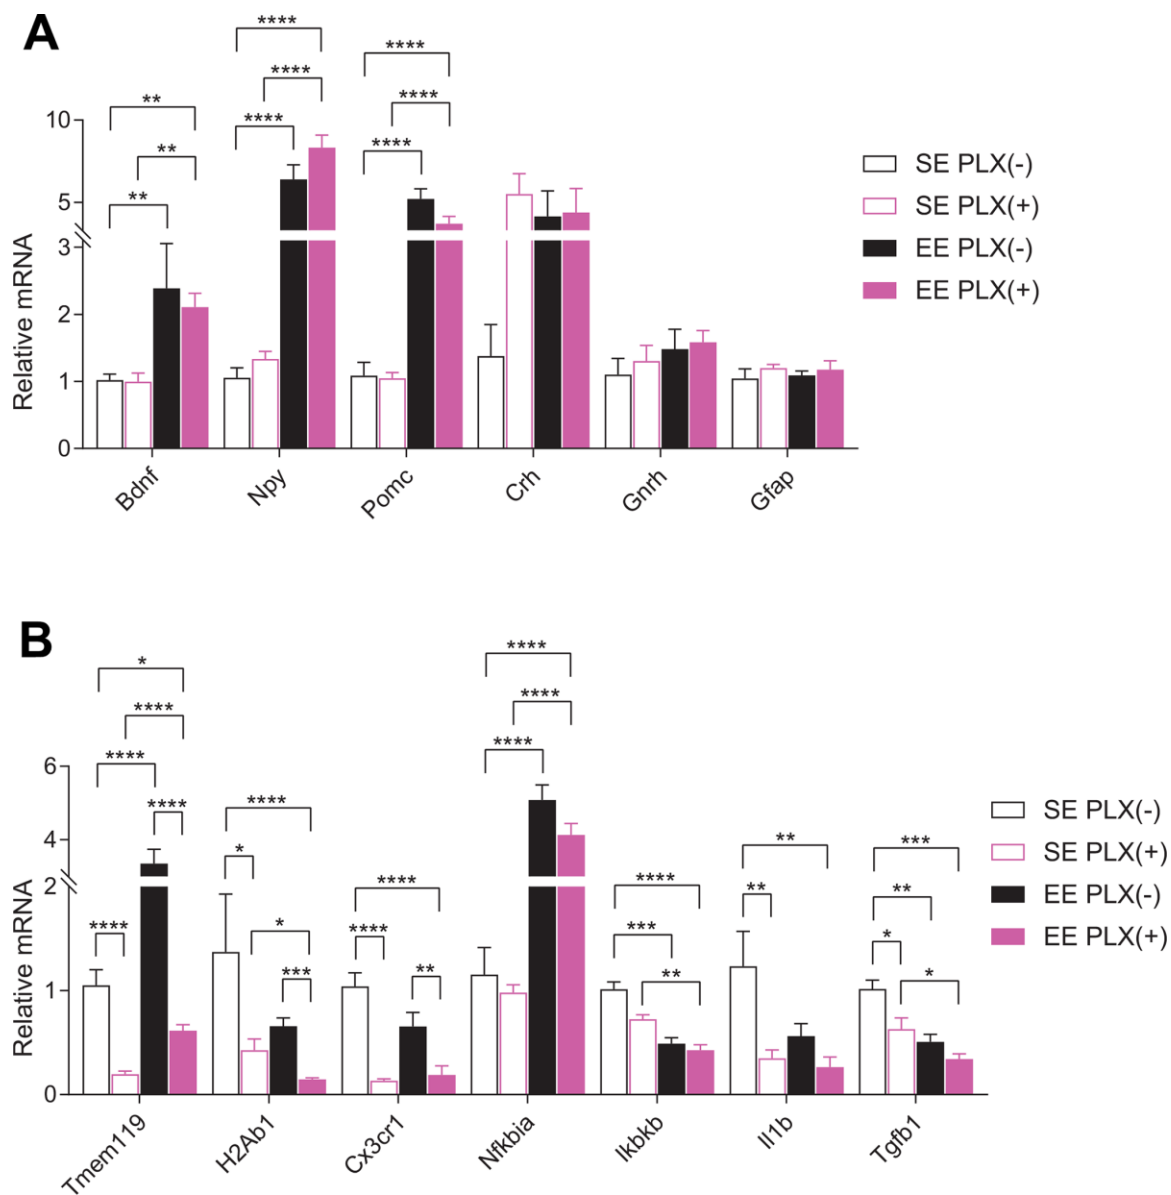 A
****
****
****
****
**
****
****
****
**
**
10
5
3
2
1
0
Relative mRNA
SE PLX(-)
SE PLX(+)
EE PLX(-)
EE PLX(+)
Bdnf
Npy
Pomc
Crh
Gnrh
Gfap
B
****
*
****
****
****
****
****
****
*
****
****
***
**
****
***
**
**
**
***
**
*
*
*
***
**
6
4
2
1
0
Relative mRNA
SE PLX(-)
SE PLX(+)
EE PLX(-)
EE PLX(+)
Tmem119
H2Ab1
Cx3cr1
Nfkbia
Ikbkb
Il1b
Tgfb1